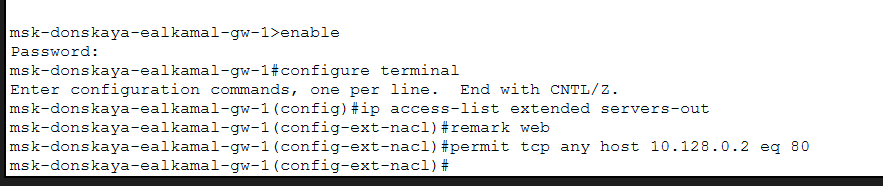 msk-donskaya-ealkamal-gw-1>enable
Password:
msk-donskaya-ealkamal-gw-1#configure terminal
Enter configuration commands, one per line.  End with CNTL/Z.
msk-donskaya-ealkamal-gw-1(config)#ip access-list extended servers-out
msk-donskaya-ealkamal-gw-1(config-ext-nacl)#remark web
msk-donskaya-ealkamal-gw-1(config-ext-nacl)#permit tcp any host 10.128.0.2 eq 80
msk-donskaya-ealkamal-gw-1(config-ext-nacl)#